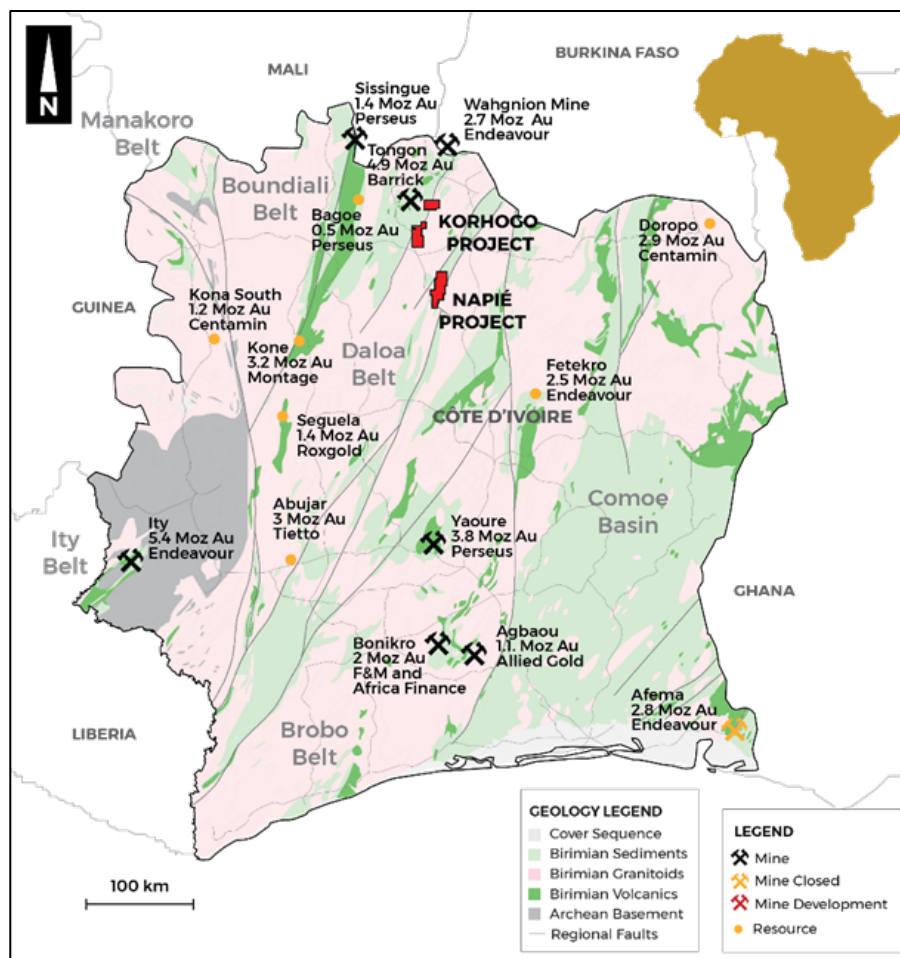 N
MALI
BURKINA FASO
Manakoro
Belt
Sissingue
1.4 Moz Au
Perseus
Wahgnion Mine
2.7 Moz Au
Endeavour
Tongon
4.9 Moz Au
Barrick
Boundiali
Belt
Bagoe
0.5 Moz Au
Perseus
KORHOGO
PROJECT
Doropo
2.9 Moz Au
Centamin
GUINEA
Kona South
1.2 Moz Au
Centamin
NAPIÉ
PROJECT
Kone
3.2 Moz Au
Montage
Daloa
Belt
Fetekro
2.5 Moz Au
Endeavour
CÔTE D'IVOIRE
Seguela
1.4 Moz Au
Roxgold
Comoe
Basin
Abujar
3 Moz Au
Tietto
Ity
Belt
Ity
5.4 Moz Au
Endeavour
Yaoure
3.8 Moz Au
Perseus
GHANA
Bonikro
2 Moz Au
F&M and
Africa Finance
Agbaou
1.1. Moz Au
Allied Gold
Afema
2.8 Moz Au
Endeavour
LIBERIA
Brobo
Belt
100 km
GEOLOGY LEGEND
Cover Sequence
Birimian Sediments
Birimian Granitoids
Birimian Volcanics
Archean Basement
Regional Faults
LEGEND
Mine
Mine Closed
Mine Development
Resource